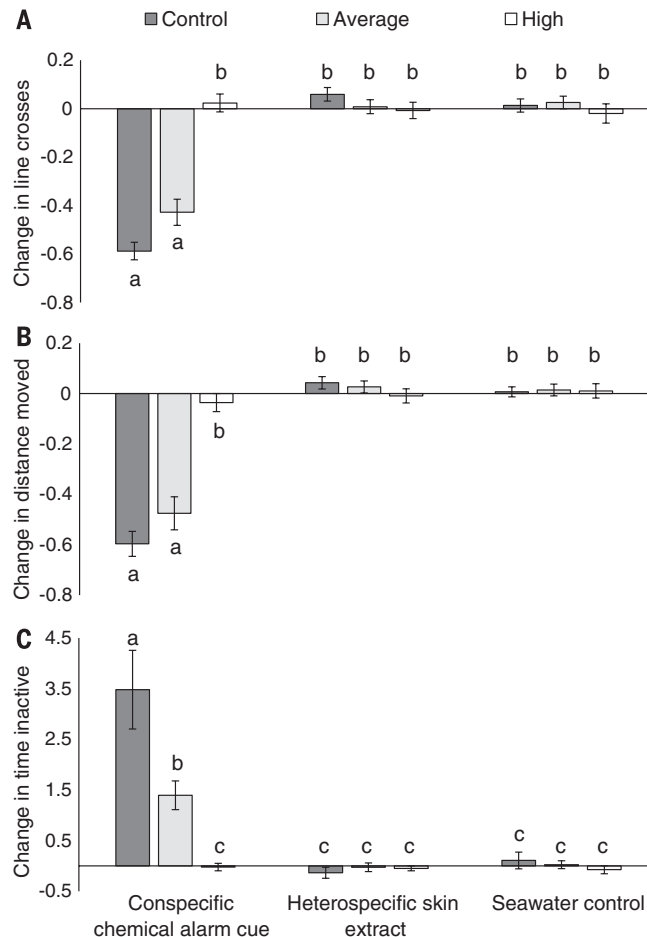 A Control Average High
Change in line crosses
0.2
0
-0.2
-0.4
-0.6
-0.8
a
a
b
b
b
b
b
b
b
B
Change in distance moved
0.2
0
-0.2
-0.4
-0.6
-0.8
a
a
b
b
b
b
b
b
b
C
Change in time inactive
4.5
3.5
2.5
1.5
0.5
-0.5
a
b
c
c
c
c
c
c
c
Conspecific
chemical alarm cue
Heterospecific skin
extract
Seawater control